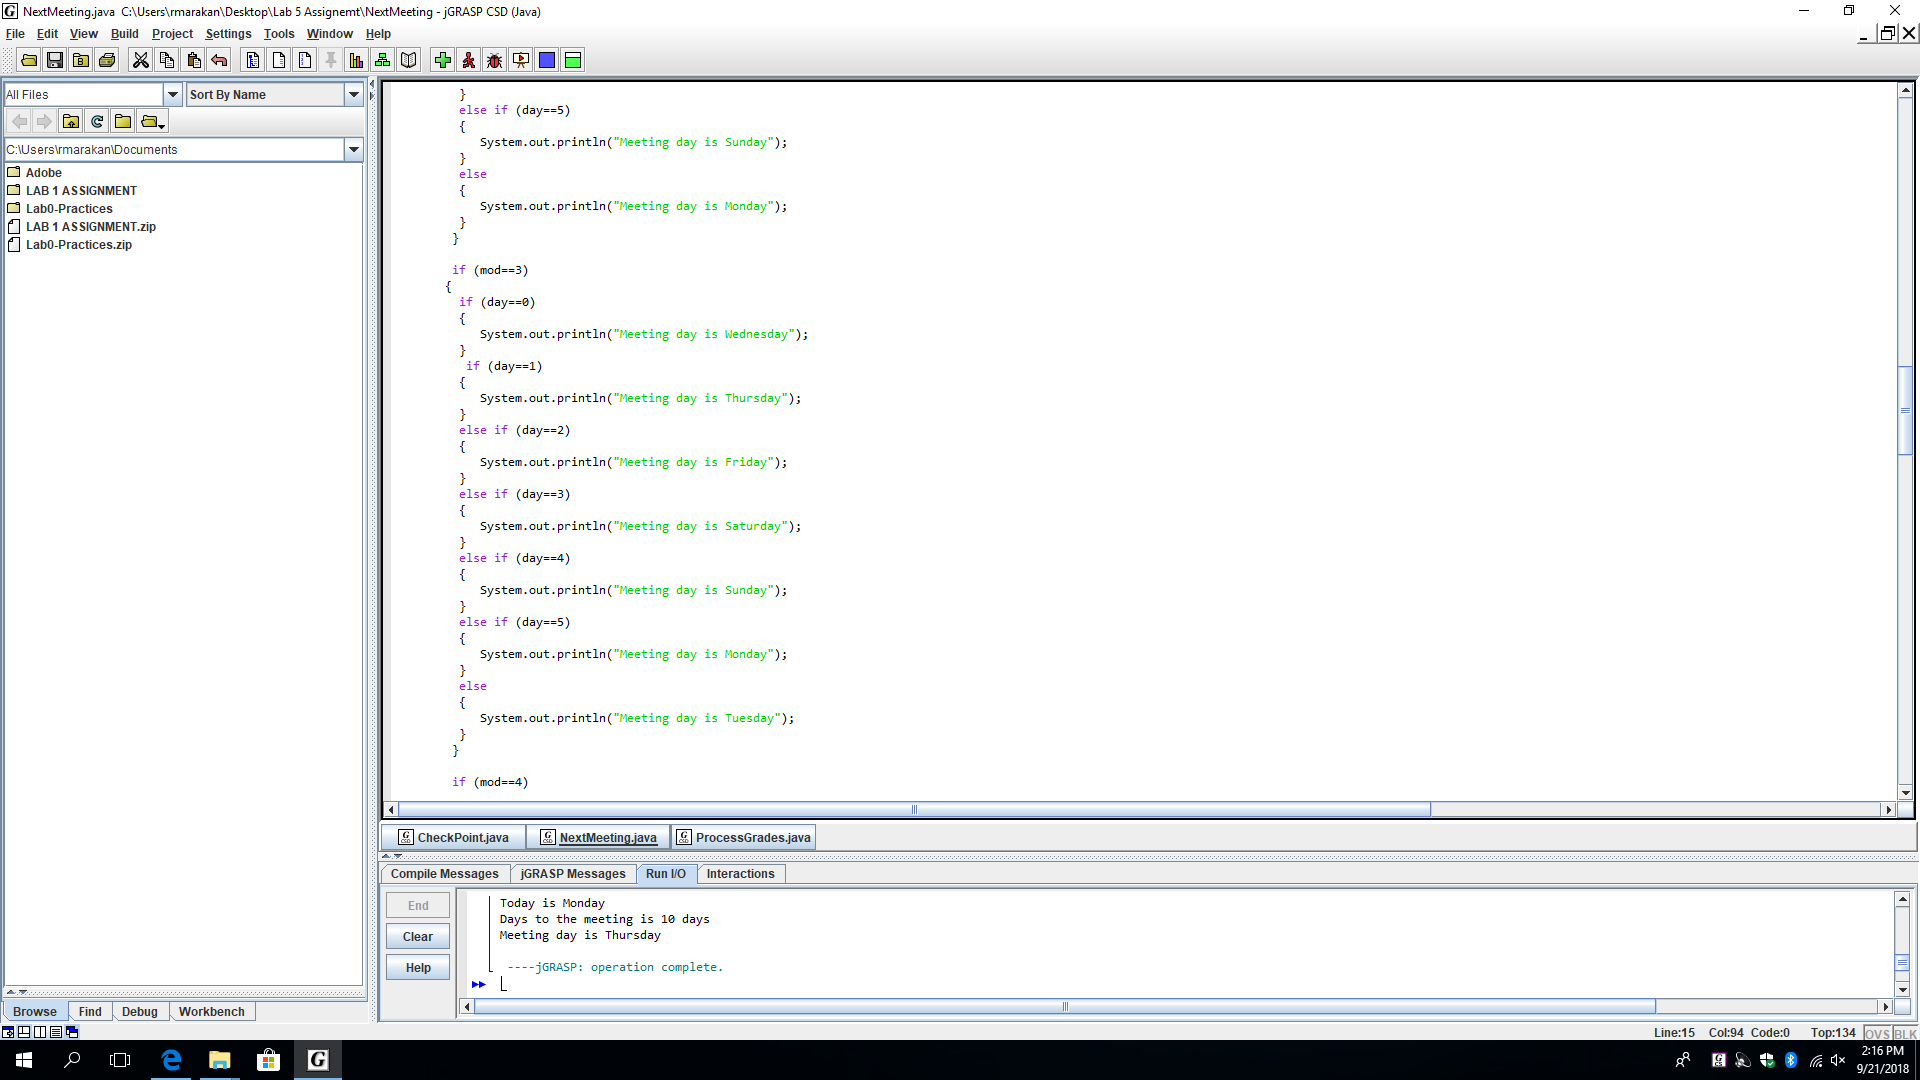 NextMeeting.java  C:\Users\rmarakan\Desktop\Lab 5 Assignemt\NextMeeting - jGRASP CSD (Java)
File Edit View Build Project Settings Tools Window Help
All Files Sort By Name
C:\Users\rmarakan\Documents
Adobe
LAB 1 ASSIGNMENT
Lab0-Practices
LAB 1 ASSIGNMENT.zip
Lab0-Practices.zip
Browse Find Debug Workbench
}
else if (day==5)
{
System.out.println("Meeting day is Sunday");
}
else
{
System.out.println("Meeting day is Monday");
}
}
if (mod==3)
{
if (day==0)
{
System.out.println("Meeting day is Wednesday");
}
if (day==1)
{
System.out.println("Meeting day is Thursday");
}
else if (day==2)
{
System.out.println("Meeting day is Friday");
}
else if (day==3)
{
System.out.println("Meeting day is Saturday");
}
else if (day==4)
{
System.out.println("Meeting day is Sunday");
}
else if (day==5)
{
System.out.println("Meeting day is Monday");
}
else
{
System.out.println("Meeting day is Tuesday");
}
}
if (mod==4)
CheckPoint.java NextMeeting.java ProcessGrades.java
Compile Messages jGRASP Messages Run I/O Interactions
End
Clear
Help
Today is Monday
Days to the meeting is 10 days
Meeting day is Thursday
----jGRASP: operation complete.
Line:15 Col:94 Code:0 Top:134 OVS BLK
2:16 PM
9/21/2018